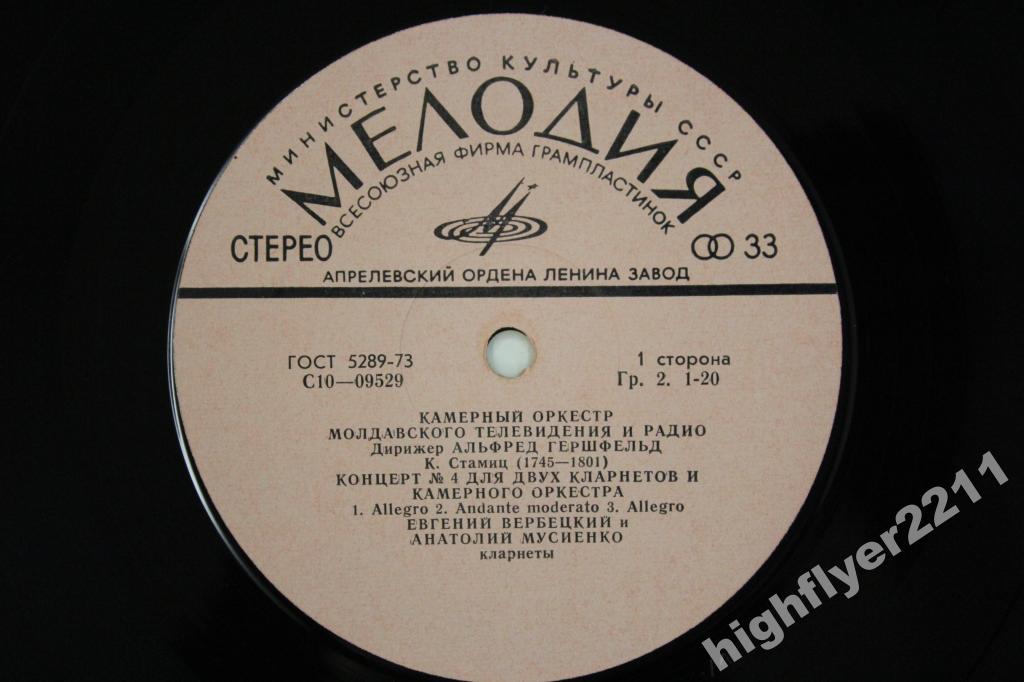 МИНИСТЕРСТВО КУЛЬТУРЫ СССР
МЕЛОДИЯ
ВСЕСОЮЗНАЯ ФИРМА ГРАМПЛАСТИНОК
СТЕРЕО
33
АПРЕЛЕВСКИЙ ОРДЕНА ЛЕНИНА ЗАВОД
ГОСТ 5289-73
1 сторона
С10—09529
Гр. 2. 1-20
КАМЕРНЫЙ ОРКЕСТР
МОЛДАВСКОГО ТЕЛЕВИДЕНИЯ И РАДИО
Дирижер АЛЬФРЕД ГЕРШФЕЛЬД
К. Стамиц (1745—1801)
КОНЦЕРТ № 4 ДЛЯ ДВУХ КЛАРНЕТОВ И
КАМЕРНОГО ОРКЕСТРА
1. Allegro 2. Andante moderato 3. Allegro
ЕВГЕНИЙ ВЕРБЕЦКИЙ и
АНАТОЛИЙ МУСИЕНКО
кларнеты
highflyer2211